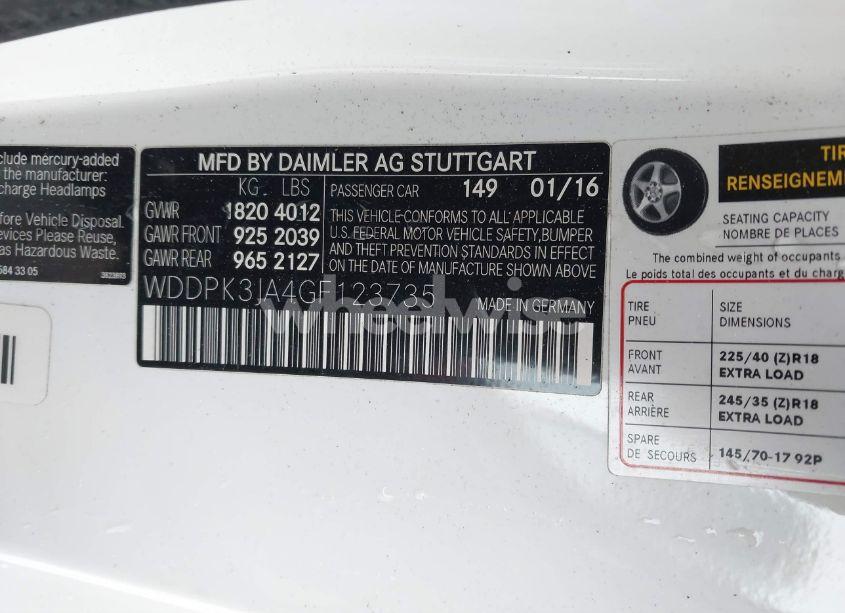 clude mercury-added
the manufacturer:
charge Headlamps
efore Vehicle Disposal.
evices Please Reuse,
as Hazardous Waste.
584 33 05
MFD BY DAIMLER AG STUTTGART
KG. LBS
GVWR 1820 4012
GAWR FRONT 925 2039
GAWR REAR 965 2127
PASSENGER CAR 149 01/16
THIS VEHICLE CONFORMS TO ALL APPLICABLE
U.S. FEDERAL MOTOR VEHICLE SAFETY, BUMPER
AND THEFT PREVENTION STANDARDS IN EFFECT
ON THE DATE OF MANUFACTURE SHOWN ABOVE
WDDPK3JA4GF123735
MADE IN GERMANY
wheelwise
TIR
RENSEIGNEME
SEATING CAPACITY
NOMBRE DE PLACES
The combined weight of occupants
Le poids total des occupants et du charg
TIRE SIZE
PNEU DIMENSIONS
FRONT 225/40 (Z)R18
AVANT EXTRA LOAD
REAR 245/35 (Z)R18
ARRIÈRE EXTRA LOAD
SPARE
DE SECOURS 145/70-17 92P